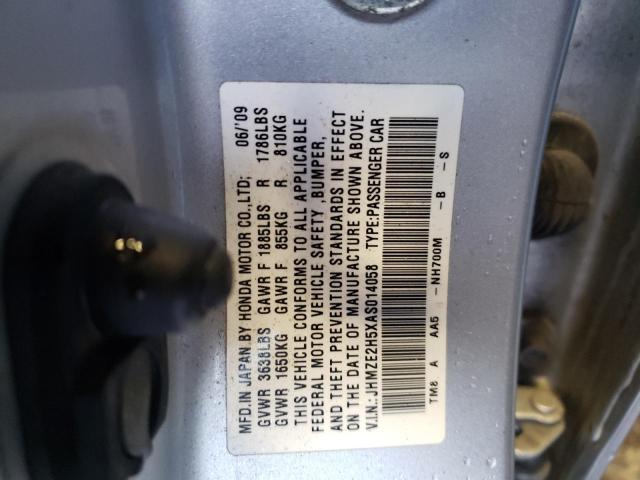 MFD.IN JAPAN BY HONDA MOTOR CO.,LTD; 06/'09
GVWR 3638LBS GAWR F 1885LBS R 1786LBS
GVWR 1650KG GAWR F 855KG R 810KG
THIS VEHICLE CONFORMS TO ALL APPLICABLE
FEDERAL MOTOR VEHICLE SAFETY ,BUMPER,
AND THEFT PREVENTION STANDARDS IN EFFECT
ON THE DATE OF MANUFACTURE SHOWN ABOVE.
V.I.N.: JHMZE2H5XAS014058 TYPE:PASSENGER CAR
TM8 A AA5 -NH700M -B -S